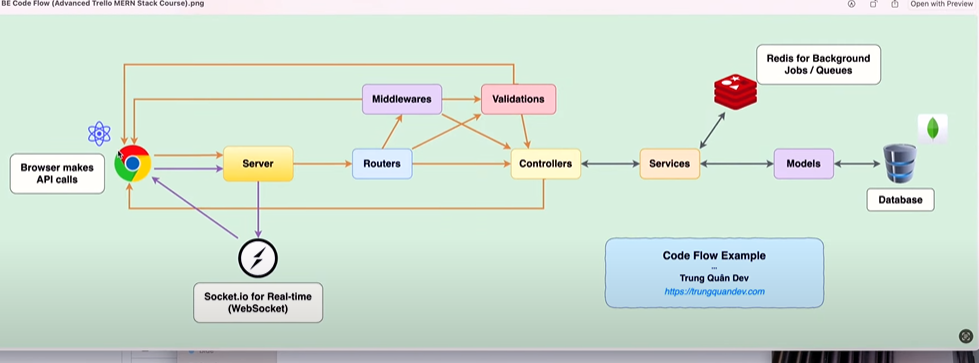 BE Code Flow (Advanced Trello MERN Stack Course).png
Open with Preview
Redis for Background
Jobs / Queues
Middlewares
Validations
Browser makes
API calls
Server
Routers
Controllers
Services
Models
Database
Socket.io for Real-time
(WebSocket)
Code Flow Example
...
Trung Quân Dev
https://trungquandev.com